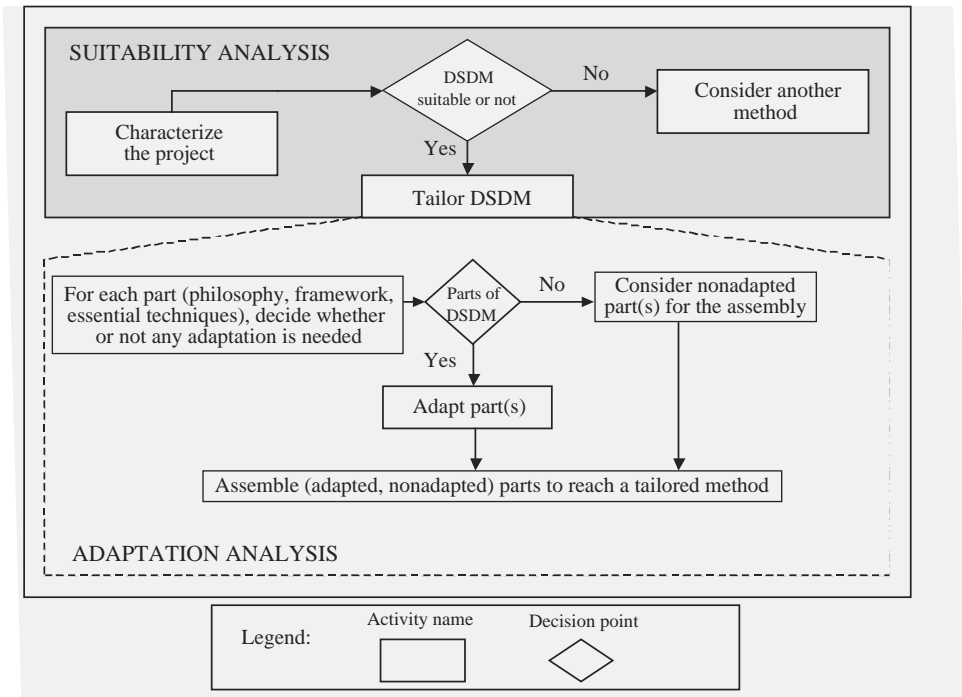 SUITABILITY ANALYSIS
DSDM
suitable or not
No
Consider another
method
Characterize
the project
Yes
Tailor DSDM
For each part (philosophy, framework,
essential techniques), decide whether
or not any adaptation is needed
Parts of
DSDM
No
Consider nonadapted
part(s) for the assembly
Yes
Adapt part(s)
Assemble (adapted, nonadapted) parts to reach a tailored method
ADAPTATION ANALYSIS
Legend:
Activity name
Decision point